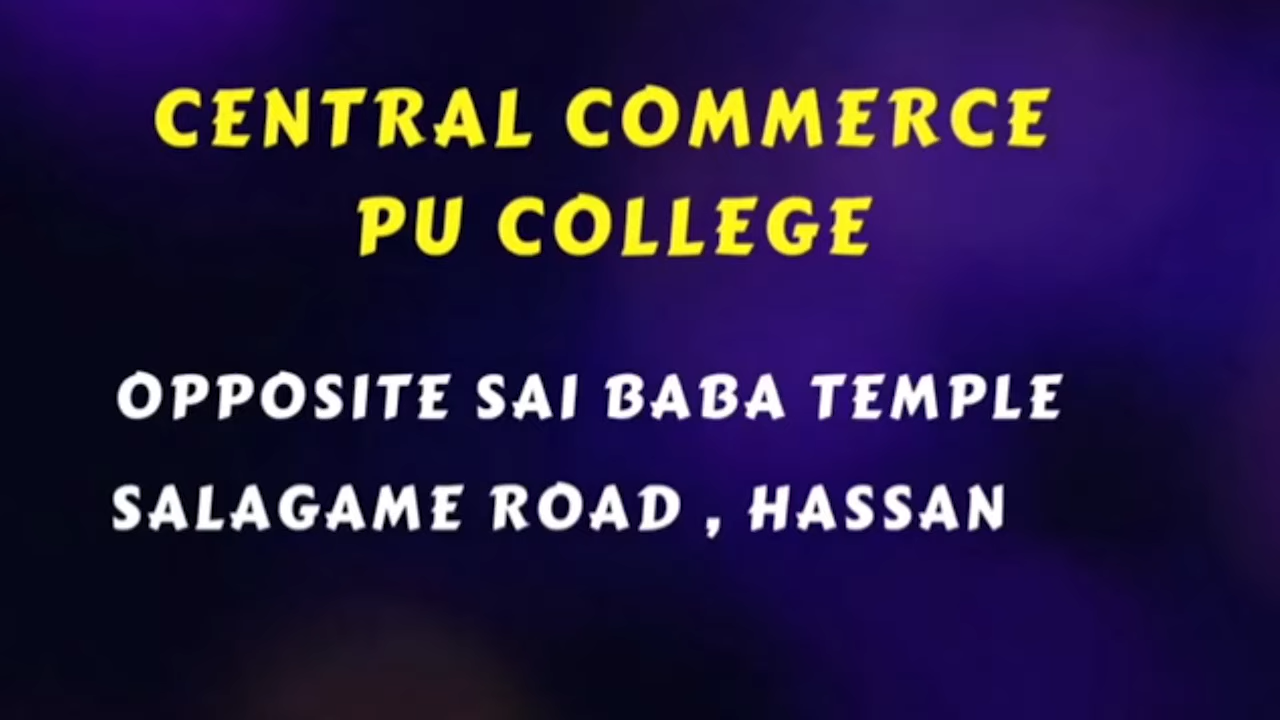 CENTRAL COMMERCE
PU COLLEGE
OPPOSITE SAI BABA TEMPLE
SALAGAME ROAD , HASSAN